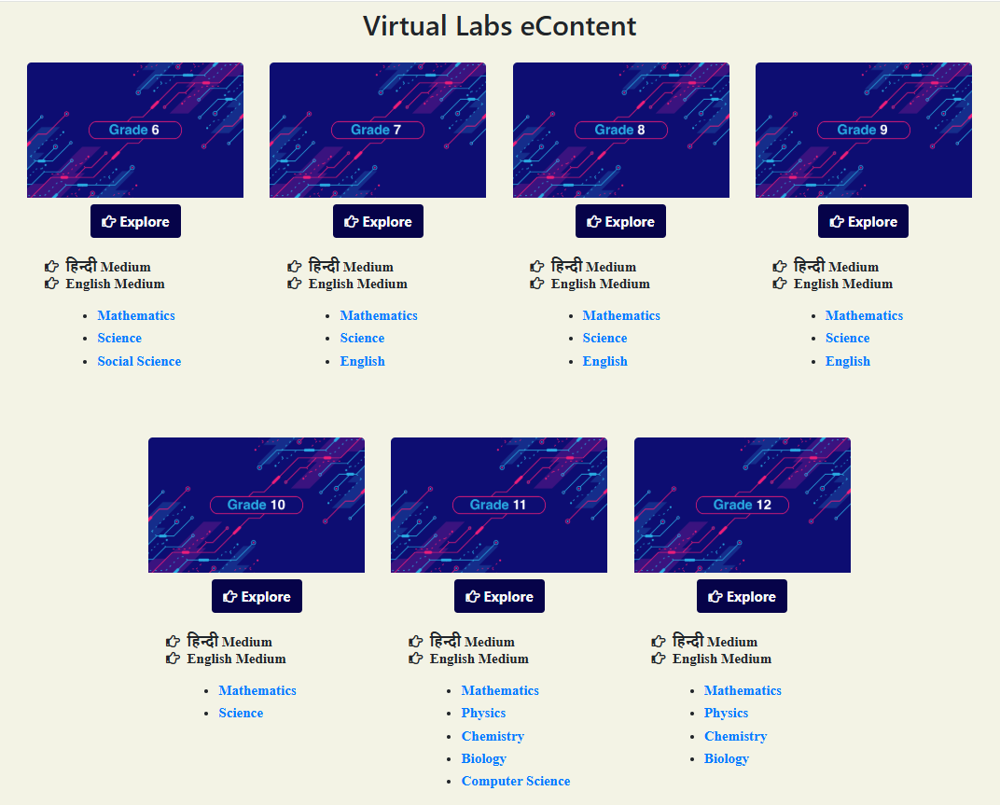 Virtual Labs eContent
Grade 6
Explore
हिन्दी Medium
English Medium
Mathematics
Science
Social Science
Grade 7
Explore
हिन्दी Medium
English Medium
Mathematics
Science
English
Grade 8
Explore
हिन्दी Medium
English Medium
Mathematics
Science
English
Grade 9
Explore
हिन्दी Medium
English Medium
Mathematics
Science
English
Grade 10
Explore
हिन्दी Medium
English Medium
Mathematics
Science
Grade 11
Explore
हिन्दी Medium
English Medium
Mathematics
Physics
Chemistry
Biology
Computer Science
Grade 12
Explore
हिन्दी Medium
English Medium
Mathematics
Physics
Chemistry
Biology